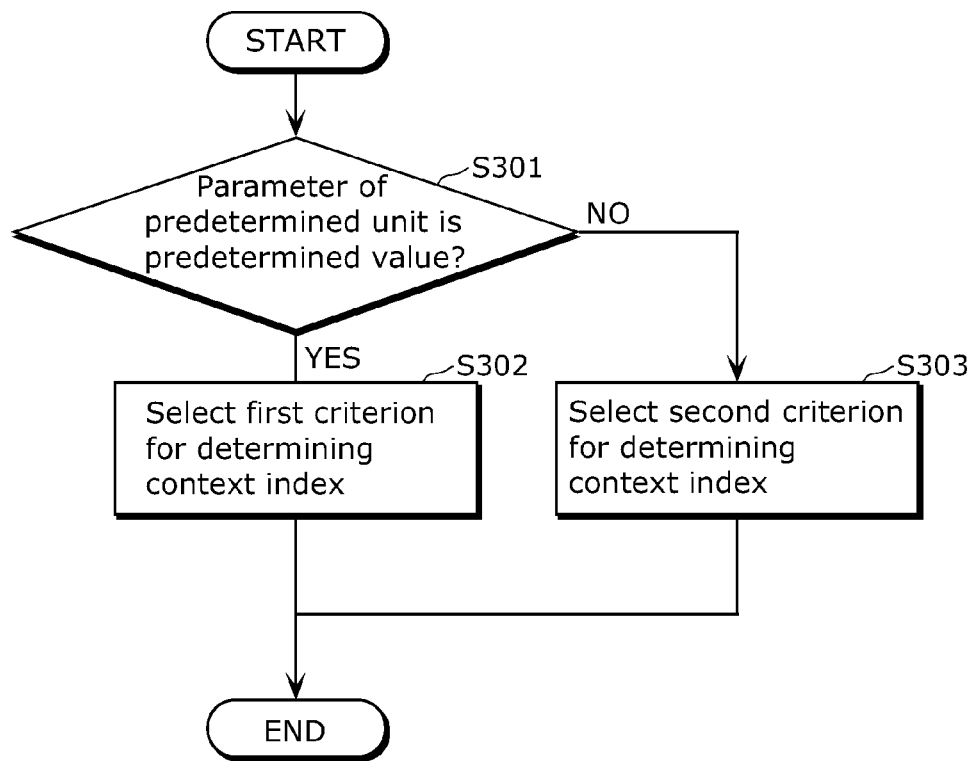 START
S301
Parameter of
predetermined unit is
predetermined value?
NO
YES
S302
Select first criterion
for determining
context index
S303
Select second criterion
for determining
context index
END